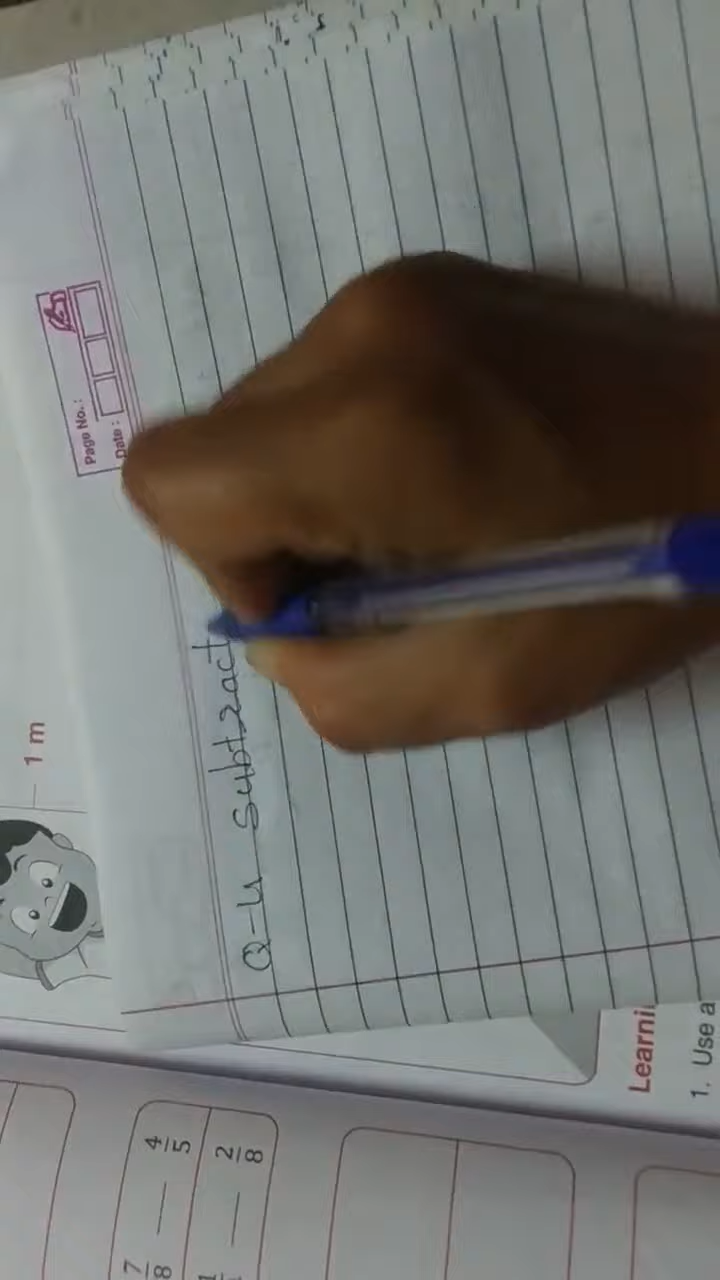 Page No. :
Date :
Q-4 Subtract
1 m
Learni
1. Use a
7/8 — 4/5
— 2/8